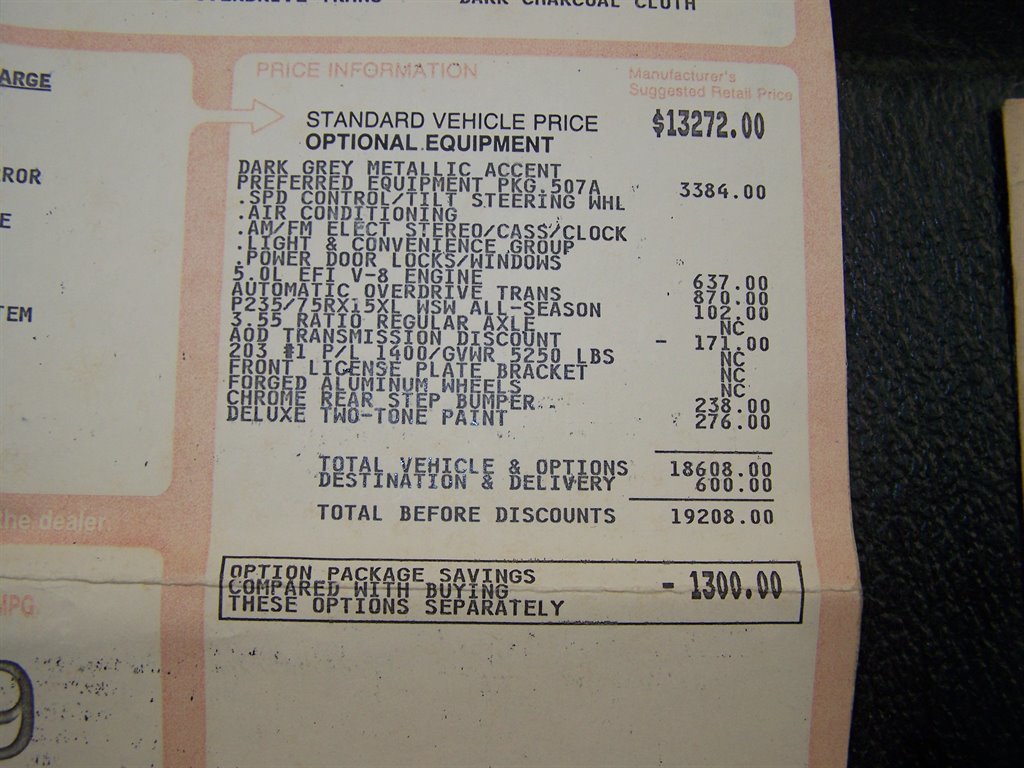 DARK CHARCOAL CLOTH
ARGE
ROR
E
TEM
the dealer
MPG
9
PRICE INFORMATION
Manufacturer's
Suggested Retail Price
STANDARD VEHICLE PRICE $13272.00
OPTIONAL EQUIPMENT
DARK GREY METALLIC ACCENT
PREFERRED EQUIPMENT PKG.507A 3384.00
.SPD CONTROL/TILT STEERING WHL
.AIR CONDITIONING
.AM/FM ELECT STEREO/CASS/CLOCK
.LIGHT & CONVENIENCE GROUP
.POWER DOOR LOCKS/WINDOWS
5.0L EFI V-8 ENGINE 637.00
AUTOMATIC OVERDRIVE TRANS 870.00
P235/75RX15XL WSW ALL-SEASON 102.00
3.55 RATIO REGULAR AXLE NC
AOD TRANSMISSION DISCOUNT - 171.00
203 #1 P/L 1400/GVWR 5250 LBS NC
FRONT LICENSE PLATE BRACKET NC
FORGED ALUMINUM WHEELS NC
CHROME REAR STEP BUMPER 238.00
DELUXE TWO-TONE PAINT 276.00
TOTAL VEHICLE & OPTIONS 18608.00
DESTINATION & DELIVERY 600.00
TOTAL BEFORE DISCOUNTS 19208.00
OPTION PACKAGE SAVINGS
COMPARED WITH BUYING - 1300.00
THESE OPTIONS SEPARATELY